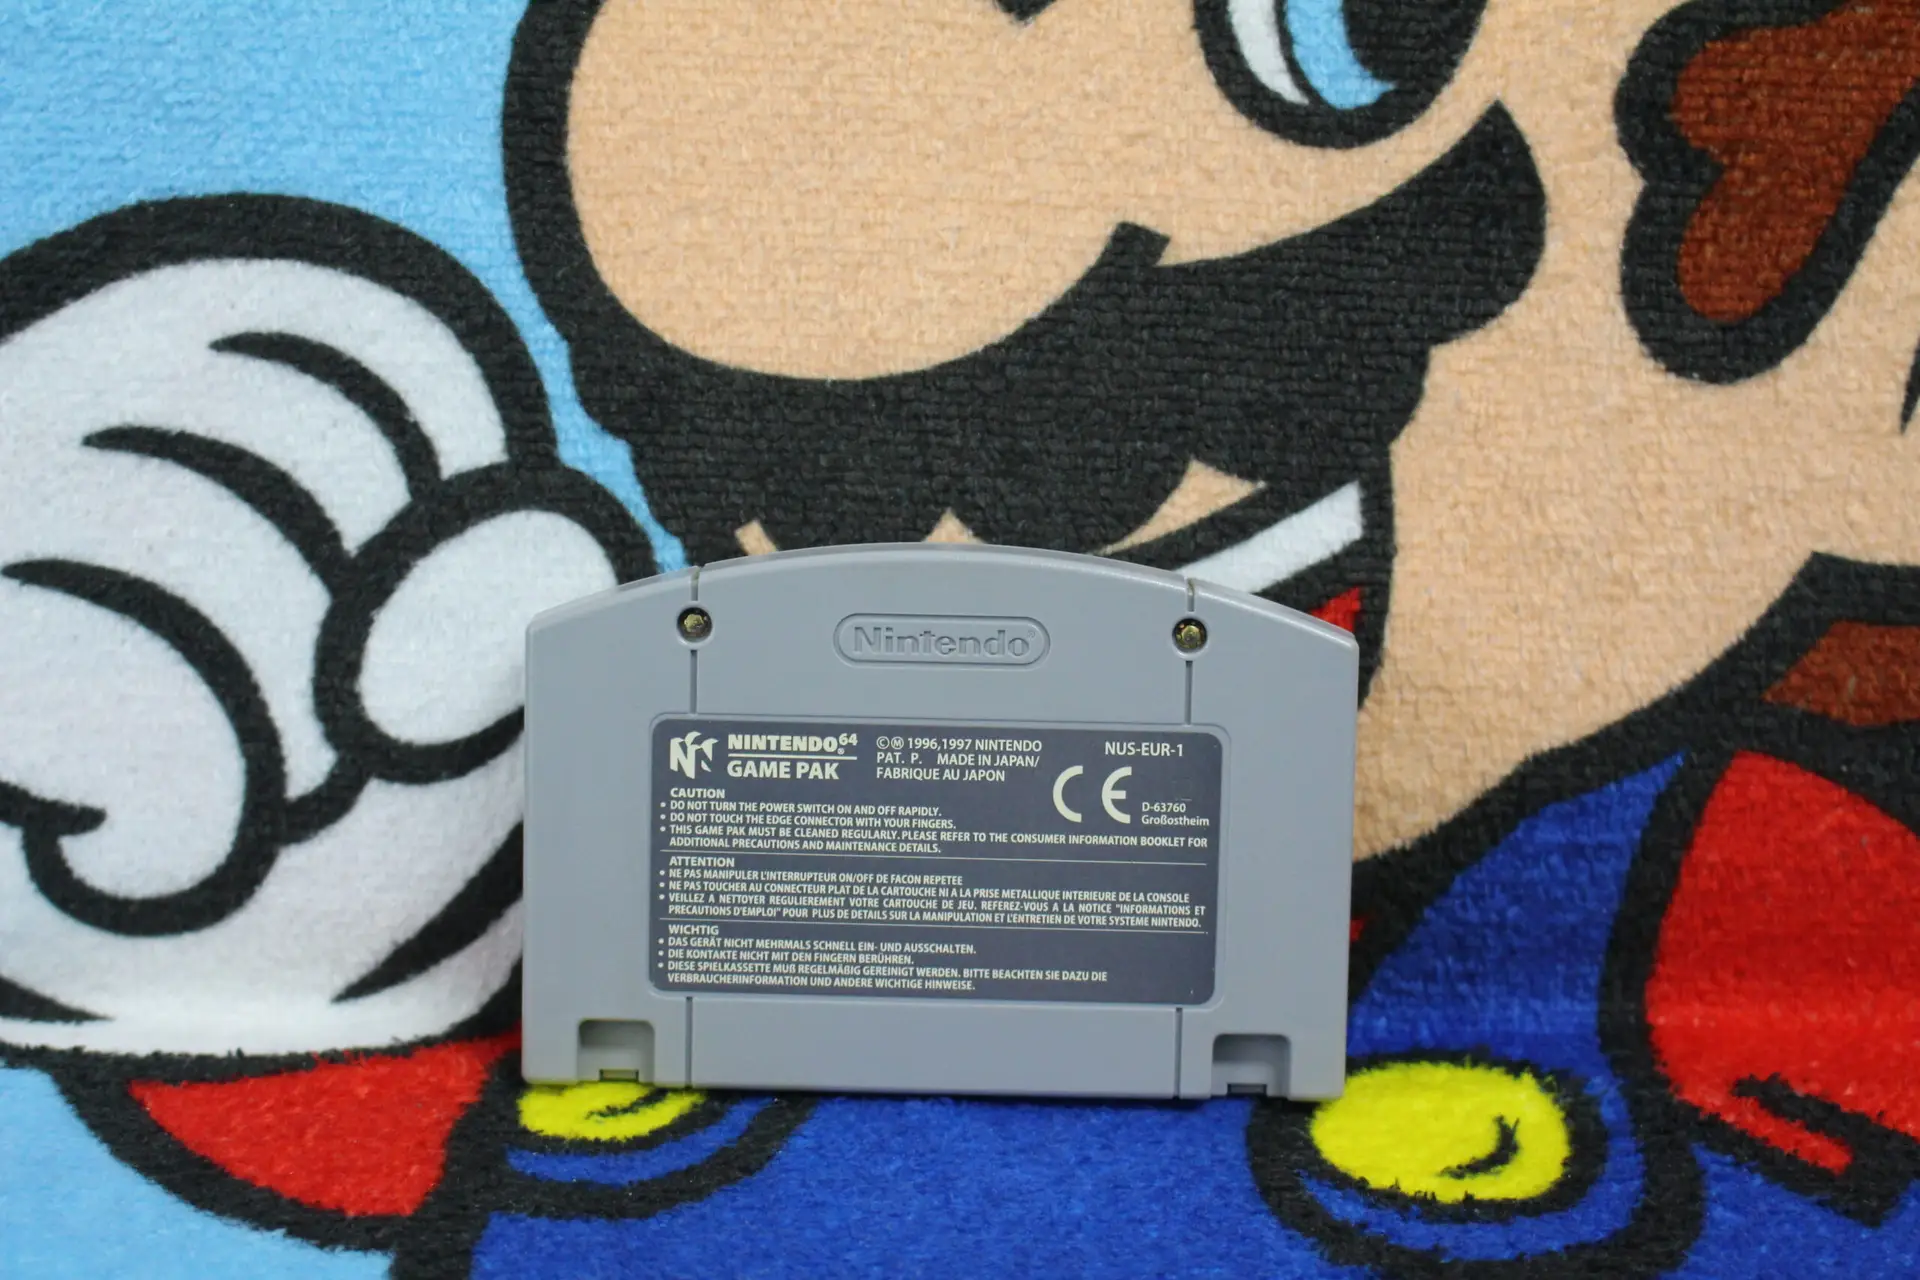 Nintendo®
NINTENDO64®
GAME PAK
©Ⓜ 1996,1997 NINTENDO
PAT. P. MADE IN JAPAN/
FABRIQUE AU JAPON
NUS-EUR-1
CE
D-63760
Großostheim
CAUTION
• DO NOT TURN THE POWER SWITCH ON AND OFF RAPIDLY.
• DO NOT TOUCH THE EDGE CONNECTOR WITH YOUR FINGERS.
• THIS GAME PAK MUST BE CLEANED REGULARLY. PLEASE REFER TO THE CONSUMER INFORMATION BOOKLET FOR
ADDITIONAL PRECAUTIONS AND MAINTENANCE DETAILS.
ATTENTION
• NE PAS MANIPULER L'INTERRUPTEUR ON/OFF DE FACON REPETEE
• NE PAS TOUCHER AU CONNECTEUR PLAT DE LA CARTOUCHE NI A LA PRISE METALLIQUE INTERIEURE DE LA CONSOLE
• VEILLEZ A NETTOYER REGULIEREMENT VOTRE CARTOUCHE DE JEU. REFEREZ-VOUS A LA NOTICE "INFORMATIONS ET
PRECAUTIONS D'EMPLOI" POUR PLUS DE DETAILS SUR LA MANIPULATION ET L'ENTRETIEN DE VOTRE SYSTEME NINTENDO.
WICHTIG
• DAS GERÄT NICHT MEHRMALS SCHNELL EIN- UND AUSSCHALTEN.
• DIE KONTAKTE NICHT MIT DEN FINGERN BERÜHREN.
• DIESE SPIELKASSETTE MUß REGELMÄßIG GEREINIGT WERDEN. BITTE BEACHTEN SIE DAZU DIE
VERBRAUCHERINFORMATION UND ANDERE WICHTIGE HINWEISE.